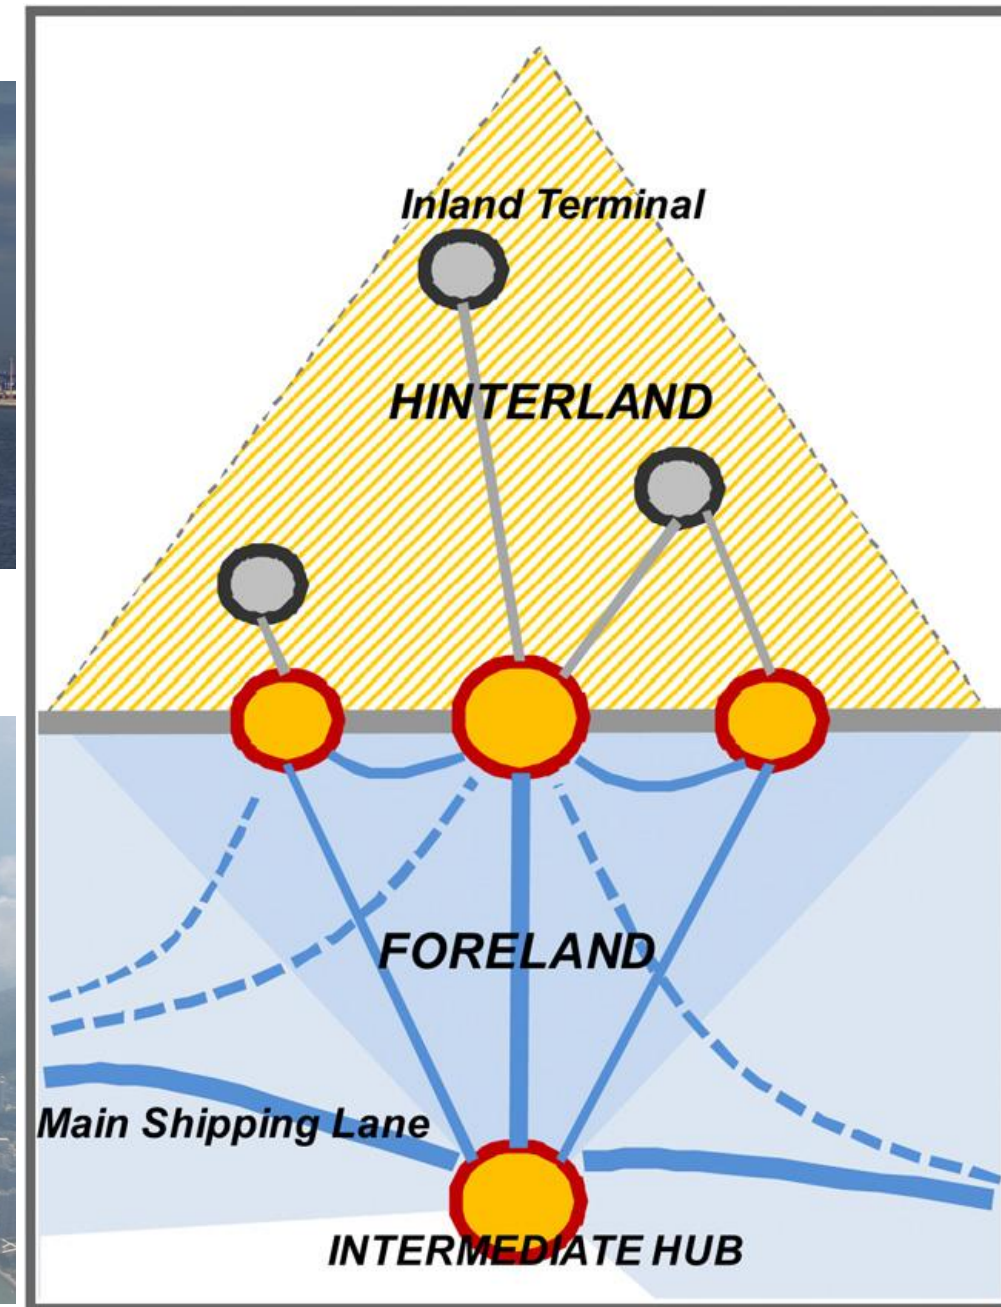 Inland Terminal
HINTERLAND
FORELAND
Main Shipping Lane
INTERMEDIATE HUB